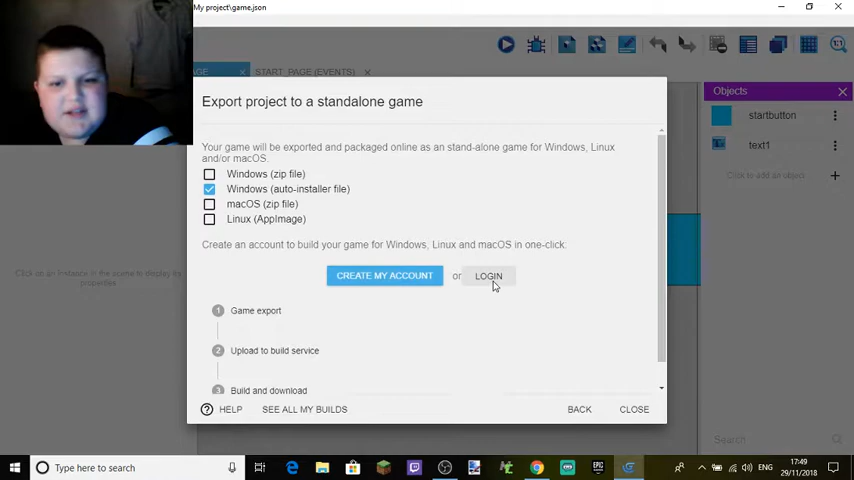 My project\game.json
AGE
START_PAGE (EVENTS)
Export project to a standalone game
Your game will be exported and packaged online as an stand-alone game for Windows, Linux
and/or macOS.
Windows (zip file)
Windows (auto-installer file)
macOS (zip file)
Linux (AppImage)
Create an account to build your game for Windows, Linux and macOS in one-click.
CREATE MY ACCOUNT or LOGIN
1 Game export
2 Upload to build service
3 Build and download
? HELP SEE ALL MY BUILDS BACK CLOSE
Click on an instance in the scene to display its
properties
1:1
Objects
startbutton
text1
Click to add an object
Search
Type here to search
EPIC
ENG
17:49
29/11/2018